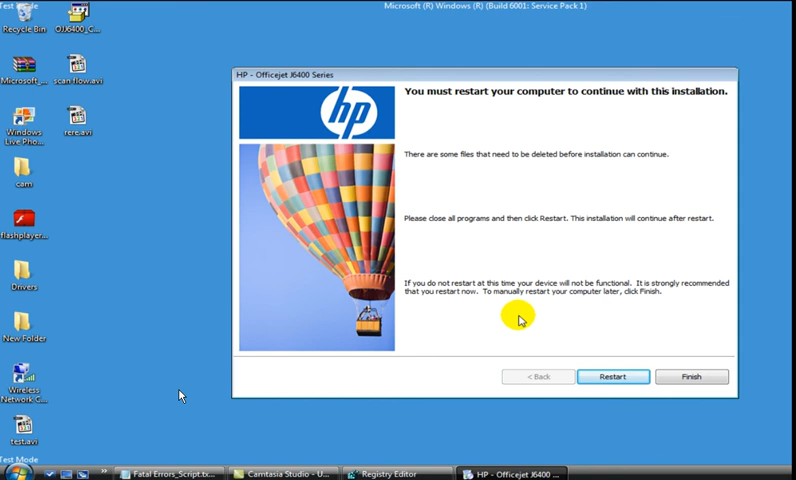 Test Mode
Microsoft (R) Windows (R) (Build 6001: Service Pack 1)
Recycle Bin
OJJ6400_C...
Microsoft_...
scan flow.avi
Windows
Live Pho...
rere.avi
cam
flashplayer...
Drivers
New Folder
Wireless
Network C...
test.avi
Test Mode
HP - Officejet J6400 Series
hp
You must restart your computer to continue with this installation.
There are some files that need to be deleted before installation can continue.
Please close all programs and then click Restart. This installation will continue after restart.
If you do not restart at this time your device will not be functional. It is strongly recommended
that you restart now. To manually restart your computer later, click Finish.
< Back
Restart
Finish
»
Fatal Errors_Script.tx...
Camtasia Studio - U...
Registry Editor
HP - Officejet J6400 ...